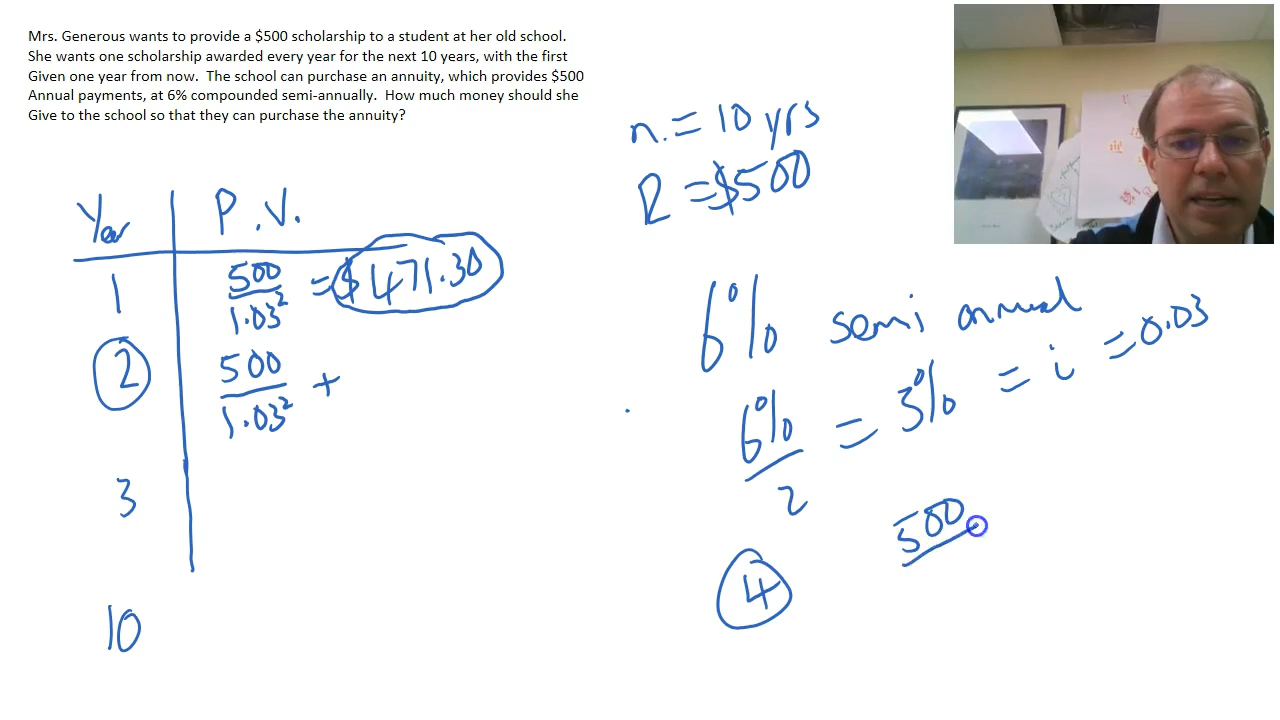 Mrs. Generous wants to provide a $500 scholarship to a student at her old school.
She wants one scholarship awarded every year for the next 10 years, with the first
Given one year from now. The school can purchase an annuity, which provides $500
Annual payments, at 6% compounded semi-annually. How much money should she
Give to the school so that they can purchase the annuity?
n. = 10 yrs
R = $500
Year P.V.
1 500/1.03² = $471.30
2 500/1.03² +
3
10
6% semi annual
6%/2 = 3% = i = 0.03
4 500